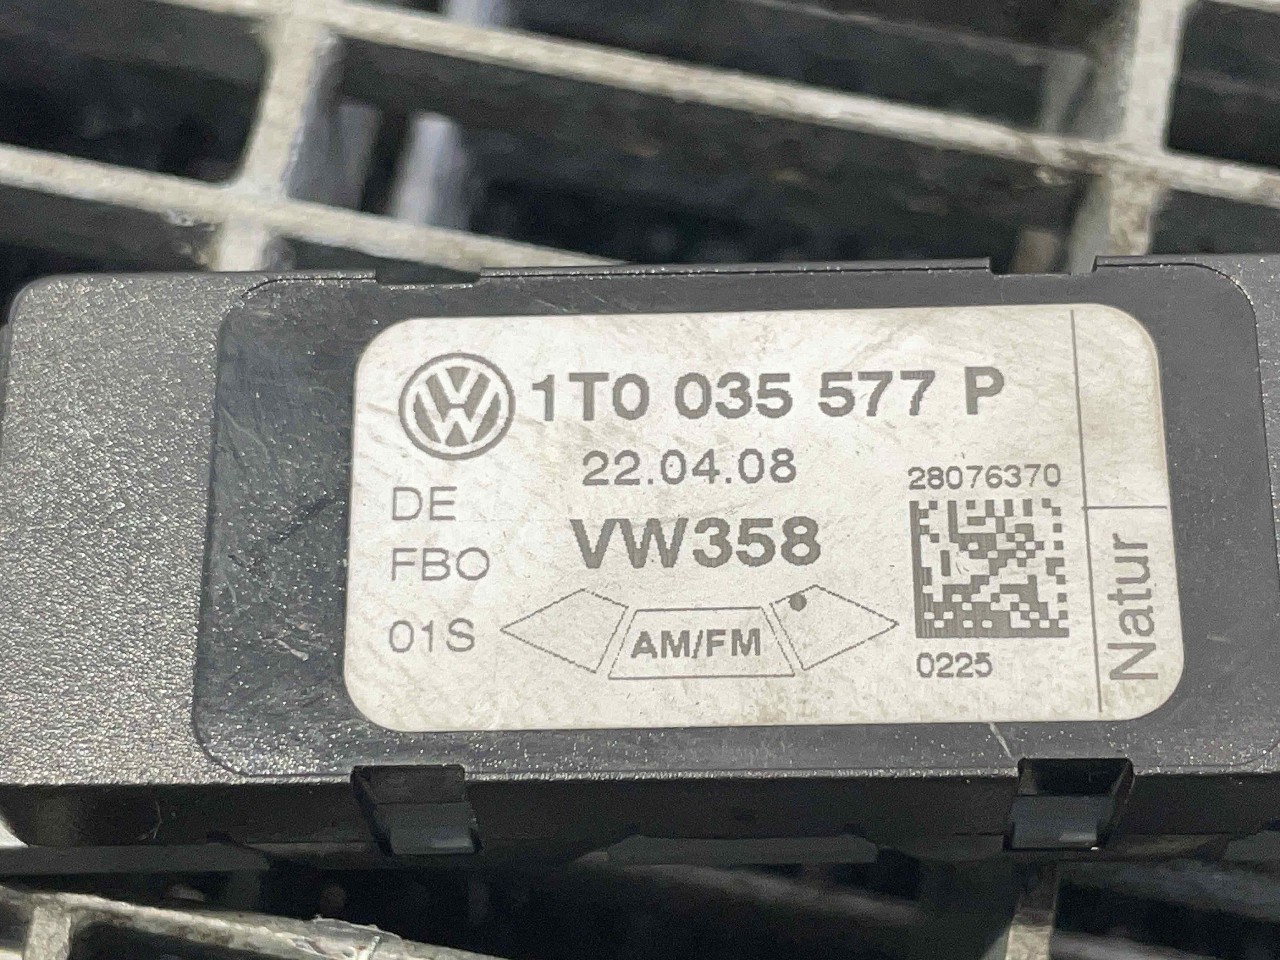 1T0 035 577 P
22.04.08
28076370
DE
VW358
FBO
01S
AM/FM
0225
Natur